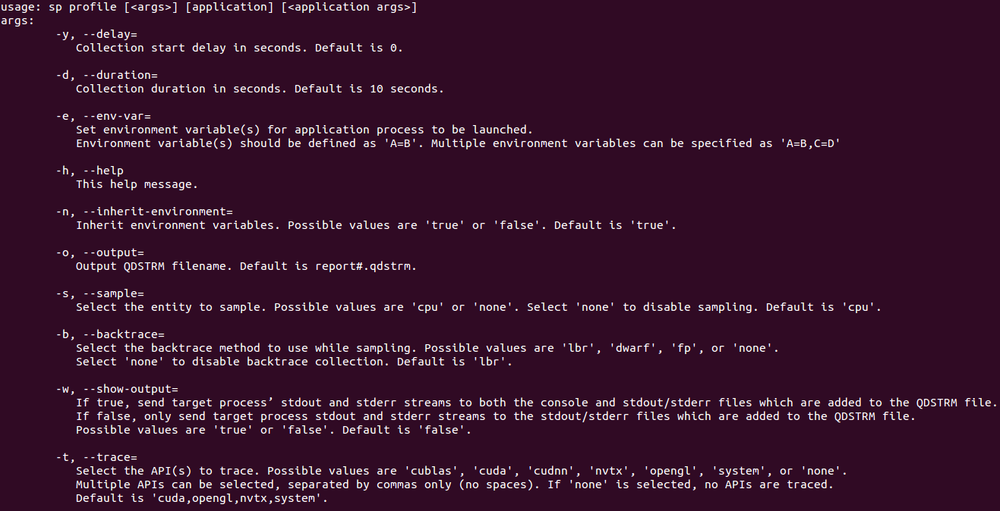 usage: sp profile [<args>] [application] [<application args>]
args:
-y, --delay=
Collection start delay in seconds. Default is 0.
-d, --duration=
Collection duration in seconds. Default is 10 seconds.
-e, --env-var=
Set environment variable(s) for application process to be launched.
Environment variable(s) should be defined as 'A=B'. Multiple environment variables can be specified as 'A=B,C=D'
-h, --help
This help message.
-n, --inherit-environment=
Inherit environment variables. Possible values are 'true' or 'false'. Default is 'true'.
-o, --output=
Output QDSTRM filename. Default is report#.qdstrm.
-s, --sample=
Select the entity to sample. Possible values are 'cpu' or 'none'. Select 'none' to disable sampling. Default is 'cpu'.
-b, --backtrace=
Select the backtrace method to use while sampling. Possible values are 'lbr', 'dwarf', 'fp', or 'none'.
Select 'none' to disable backtrace collection. Default is 'lbr'.
-w, --show-output=
If true, send target process’ stdout and stderr streams to both the console and stdout/stderr files which are added to the QDSTRM file.
If false, only send target process stdout and stderr streams to the stdout/stderr files which are added to the QDSTRM file.
Possible values are 'true' or 'false'. Default is 'false'.
-t, --trace=
Select the API(s) to trace. Possible values are 'cublas', 'cuda', 'cudnn', 'nvtx', 'opengl', 'system', or 'none'.
Multiple APIs can be selected, separated by commas only (no spaces). If 'none' is selected, no APIs are traced.
Default is 'cuda,opengl,nvtx,system'.